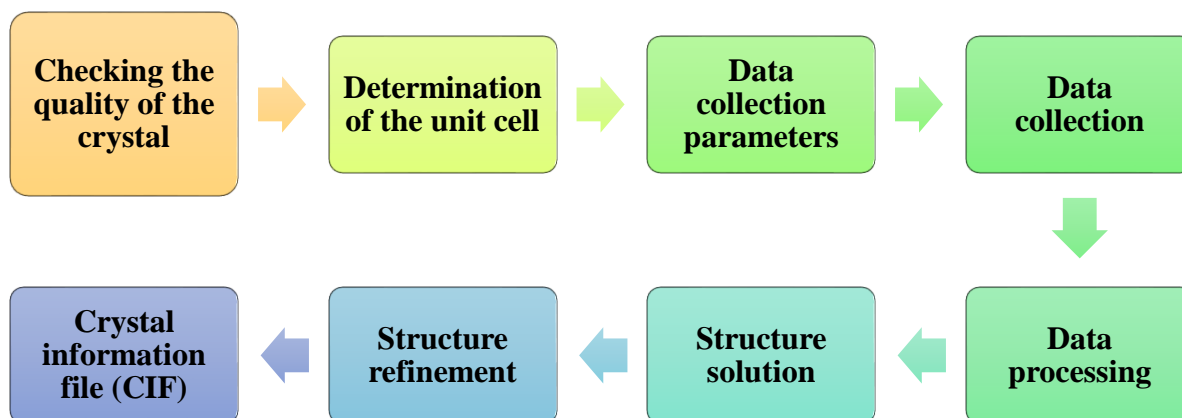 Checking the
quality of the
crystal
Determination
of the unit cell
Data
collection
parameters
Data
collection
Data
processing
Structure
solution
Structure
refinement
Crystal
information
file (CIF)